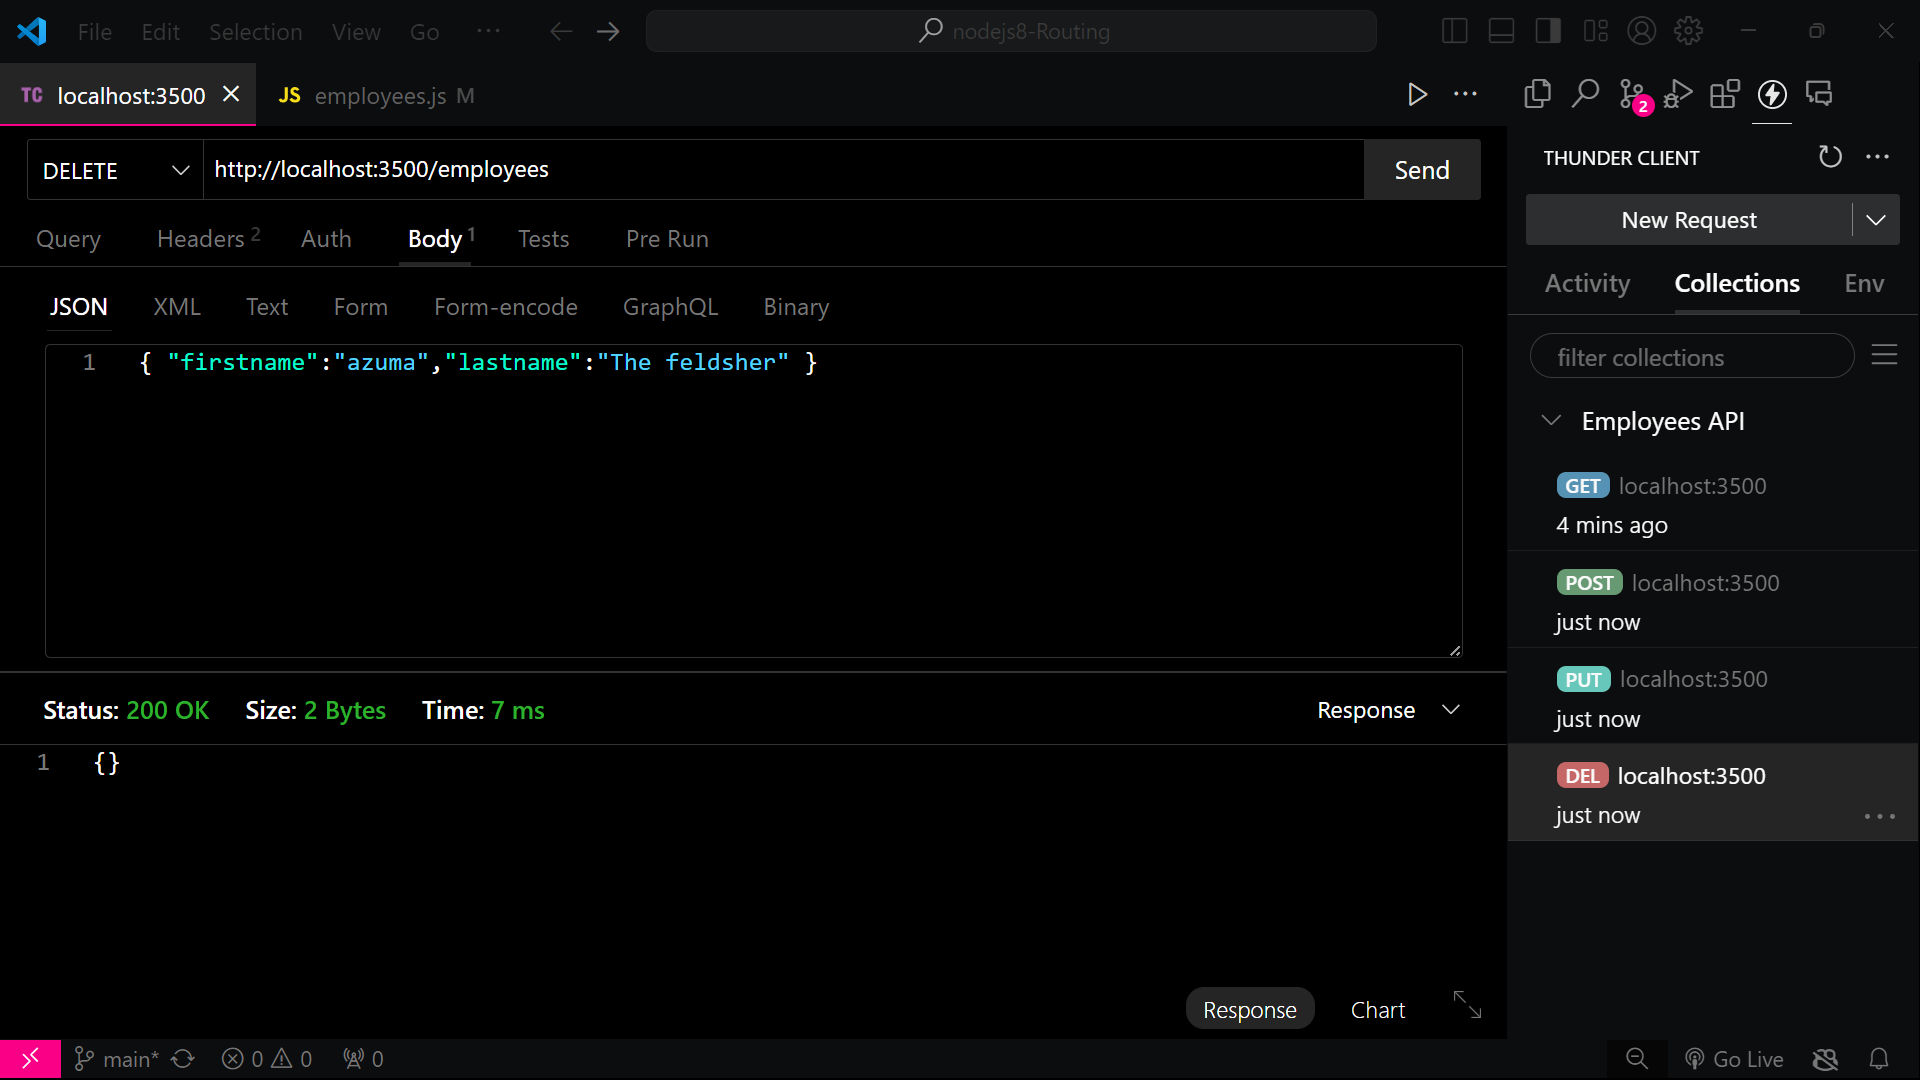 File Edit Selection View Go ··· nodejs8-Routing
TC localhost:3500 JS employees.js M
2
DELETE http://localhost:3500/employees Send
Query Headers 2 Auth Body 1 Tests Pre Run
JSON XML Text Form Form-encode GraphQL Binary
1 { "firstname":"azuma","lastname":"The feldsher" }
Status: 200 OK Size: 2 Bytes Time: 7 ms Response
1 {}
Response Chart
THUNDER CLIENT
New Request
Activity Collections Env
filter collections
Employees API
GET localhost:3500
4 mins ago
POST localhost:3500
just now
PUT localhost:3500
just now
DEL localhost:3500
just now
main* 0 0 0 Go Live